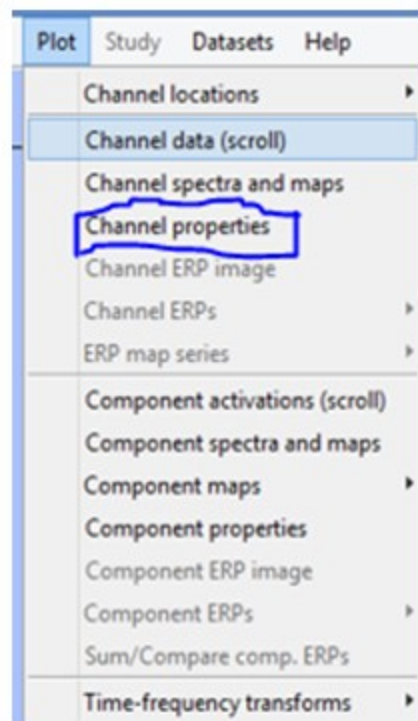 Plot Study Datasets Help
Channel locations
Channel data (scroll)
Channel spectra and maps
Channel properties
Channel ERP image
Channel ERPs
ERP map series
Component activations (scroll)
Component spectra and maps
Component maps
Component properties
Component ERP image
Component ERPs
Sum/Compare comp. ERPs
Time-frequency transforms